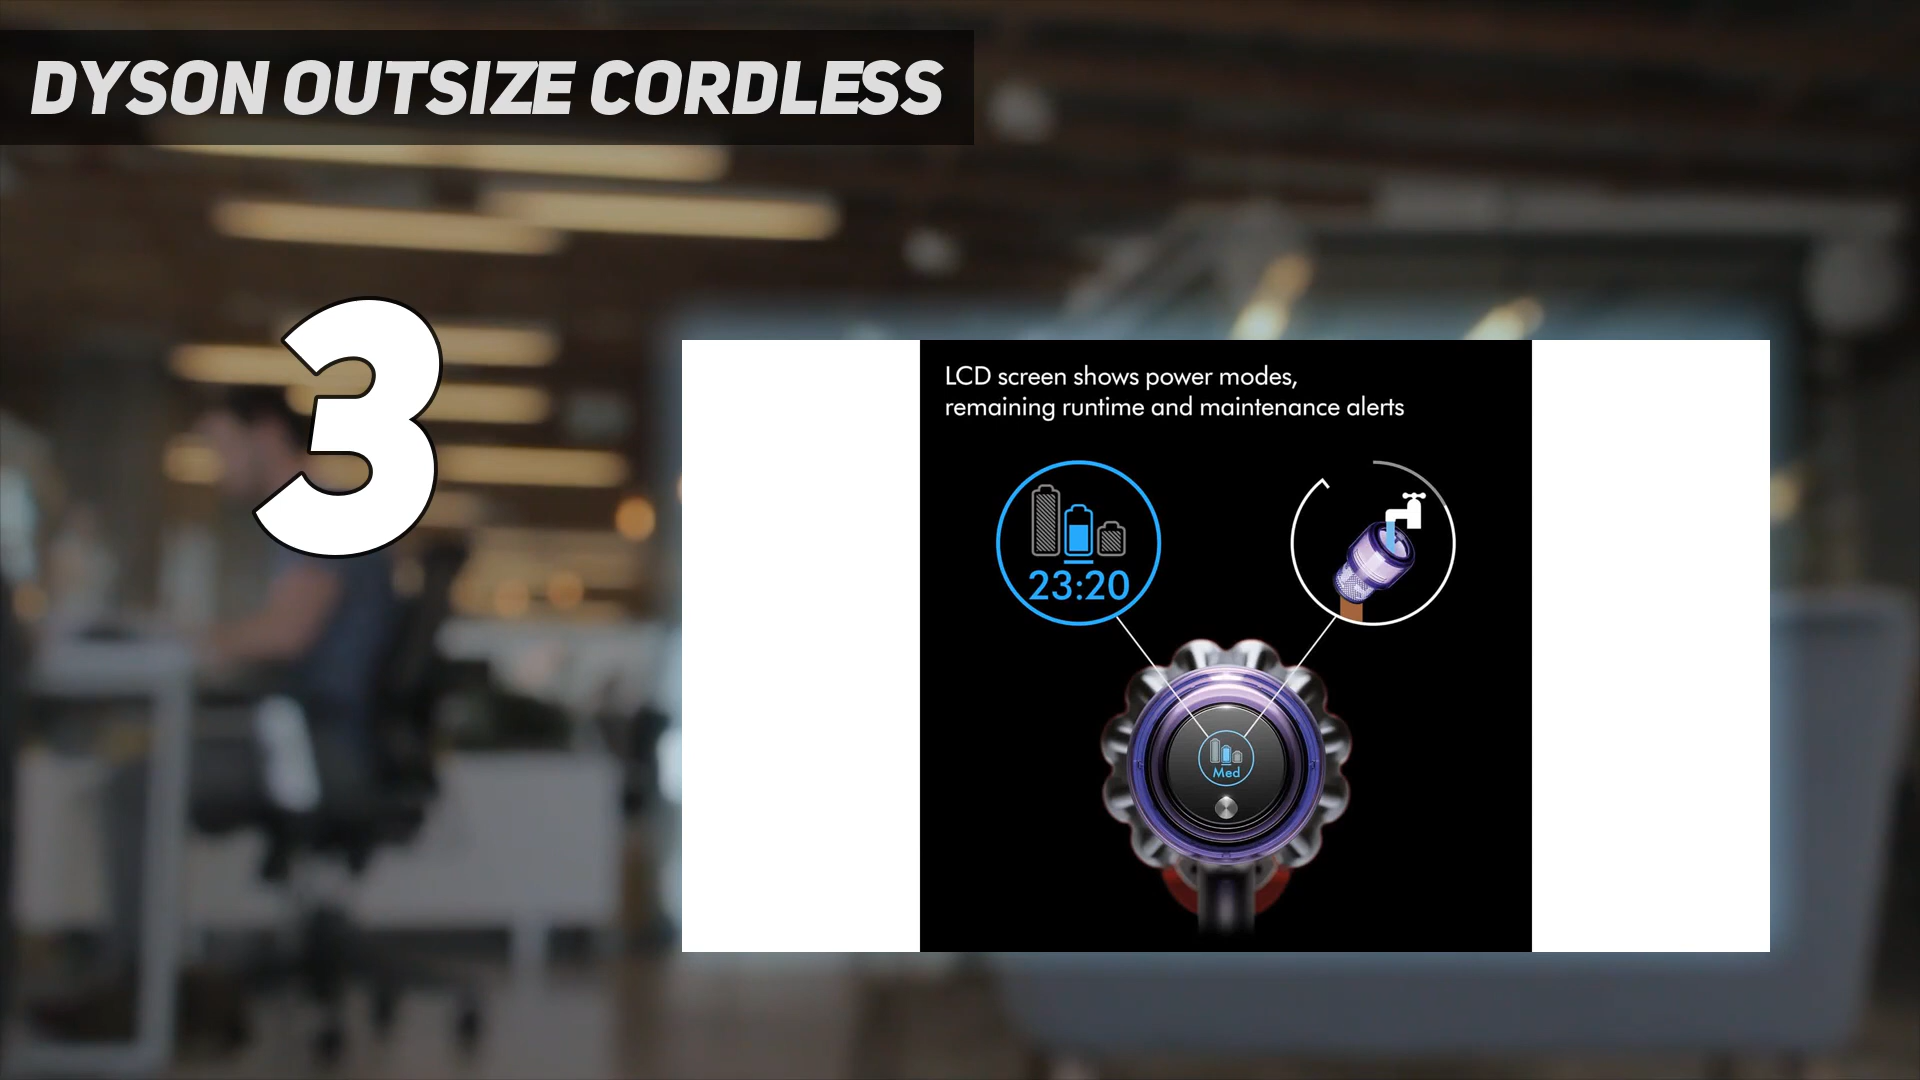 DYSON OUTSIZE CORDLESS
3
LCD screen shows power modes,
remaining runtime and maintenance alerts
23:20
Med